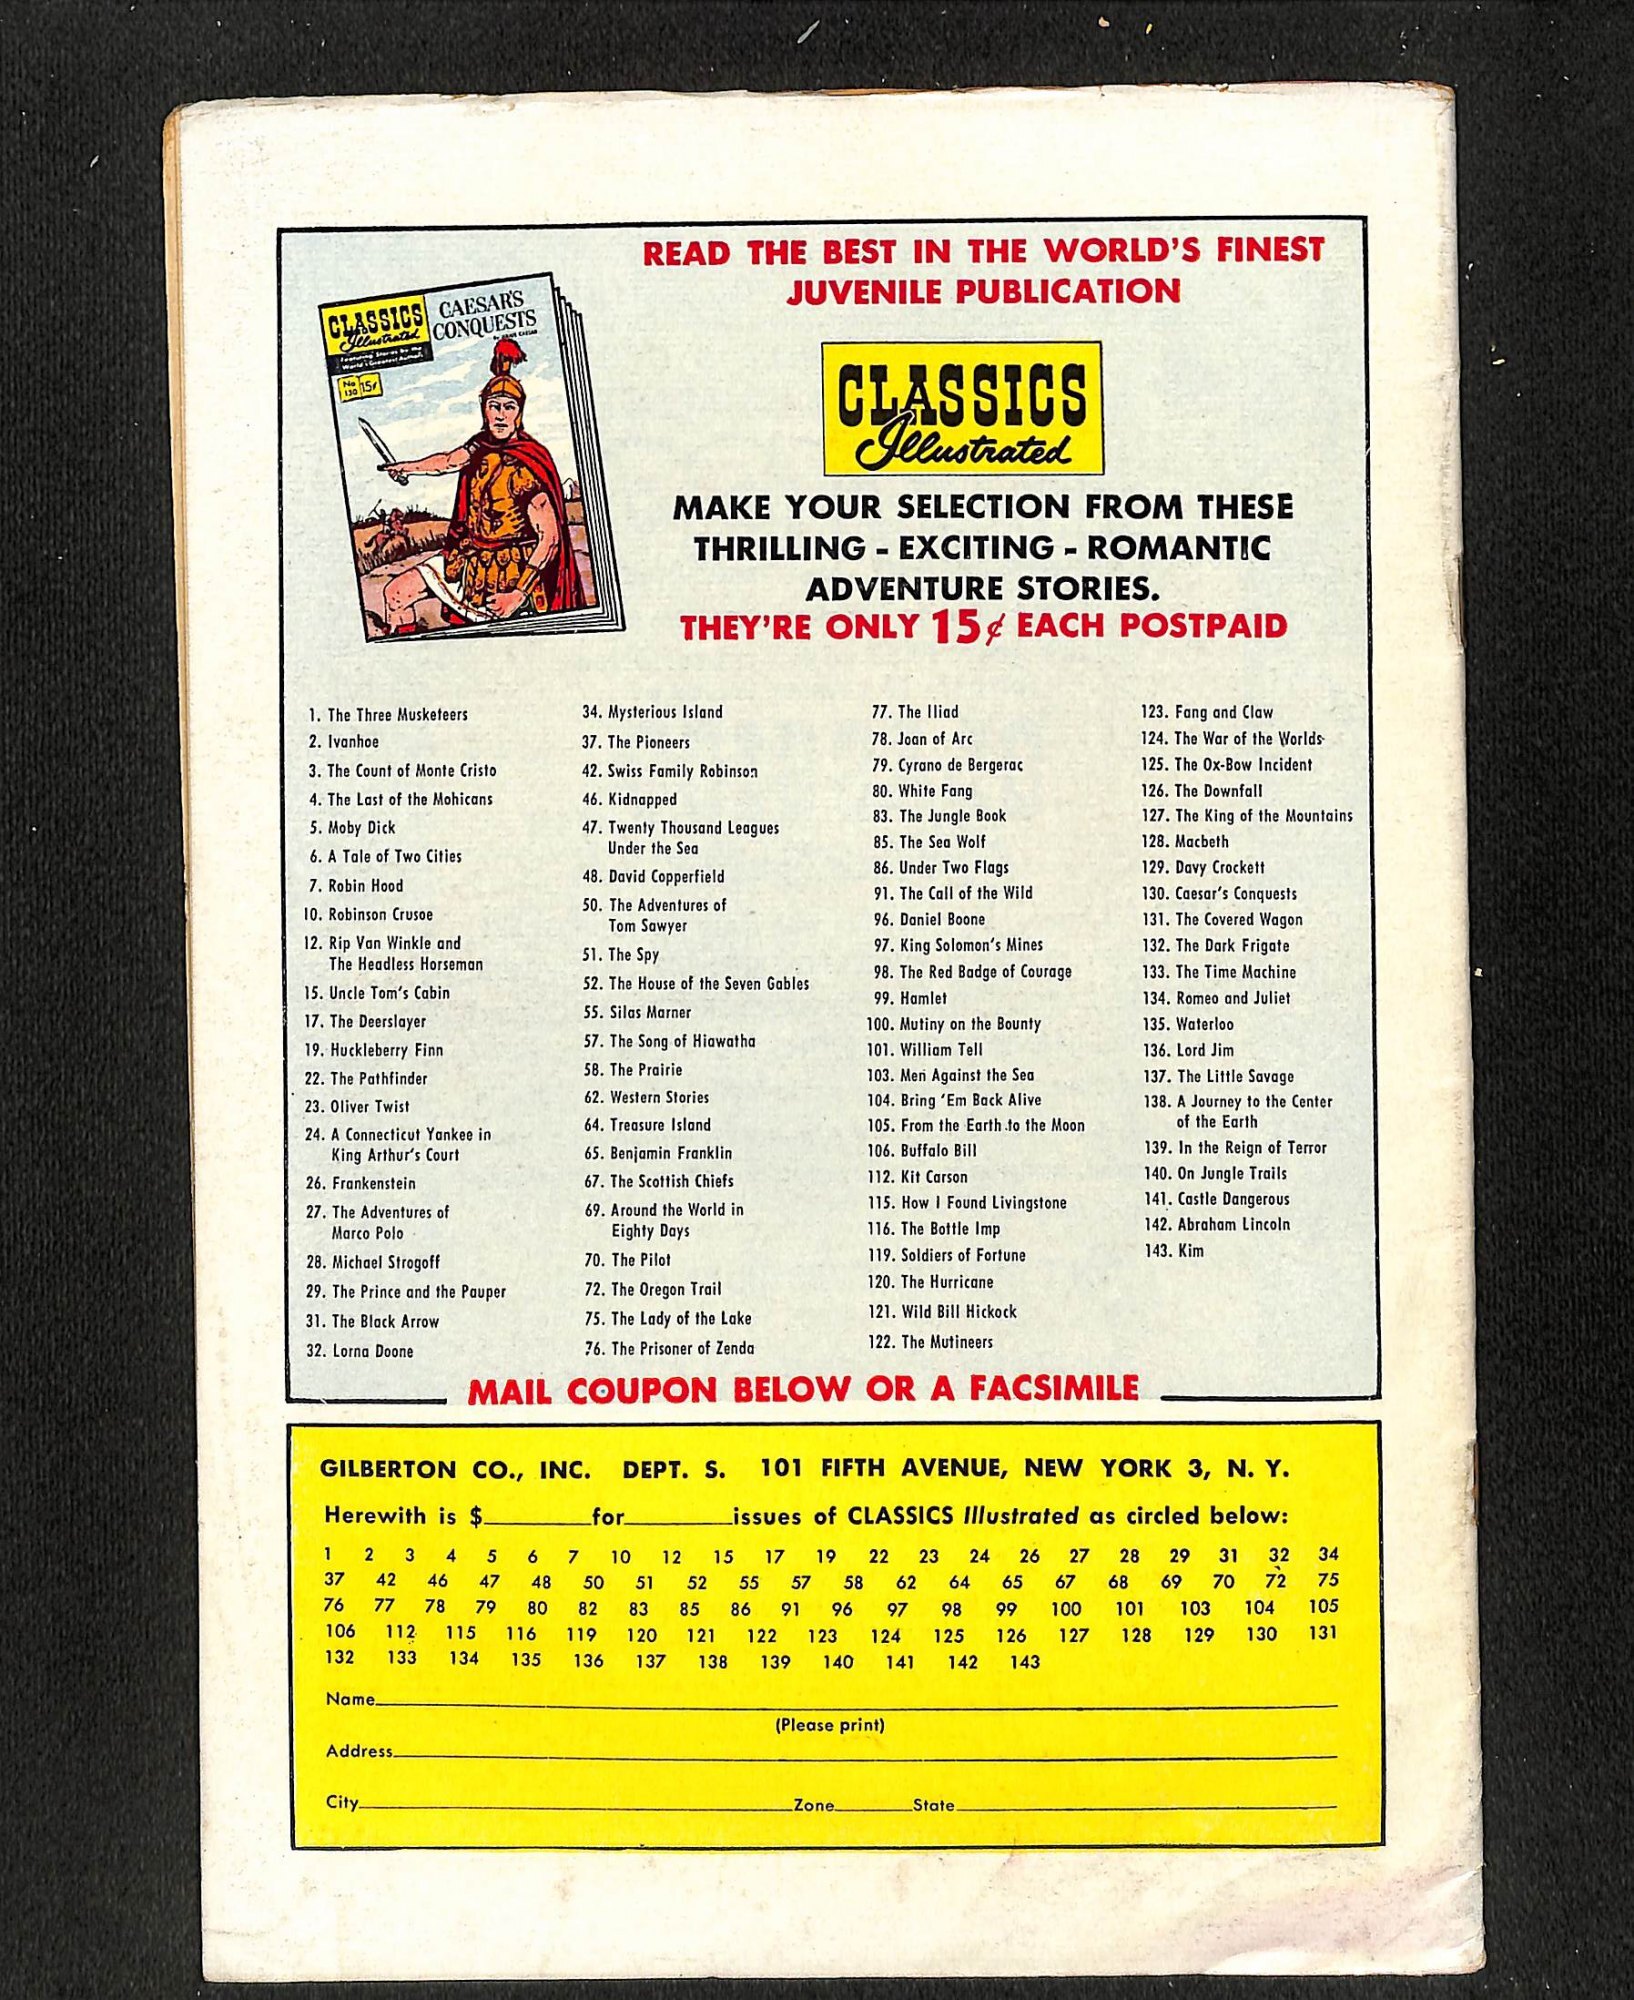 READ THE BEST IN THE WORLD'S FINEST
JUVENILE PUBLICATION
CLASSICS
Illustrated
Featuring Stories by the
World's Greatest Authors
CAESAR'S
CONQUESTS
No
130
15¢
CLASSICS
Illustrated
MAKE YOUR SELECTION FROM THESE
THRILLING - EXCITING - ROMANTIC
ADVENTURE STORIES.
THEY'RE ONLY 15¢ EACH POSTPAID
1. The Three Musketeers
2. Ivanhoe
3. The Count of Monte Cristo
4. The Last of the Mohicans
5. Moby Dick
6. A Tale of Two Cities
7. Robin Hood
10. Robinson Crusoe
12. Rip Van Winkle and
The Headless Horseman
15. Uncle Tom's Cabin
17. The Deerslayer
19. Huckleberry Finn
22. The Pathfinder
23. Oliver Twist
24. A Connecticut Yankee in
King Arthur's Court
26. Frankenstein
27. The Adventures of
Marco Polo
28. Michael Strogoff
29. The Prince and the Pauper
31. The Black Arrow
32. Lorna Doone
34. Mysterious Island
37. The Pioneers
42. Swiss Family Robinson
46. Kidnapped
47. Twenty Thousand Leagues
Under the Sea
48. David Copperfield
50. The Adventures of
Tom Sawyer
51. The Spy
52. The House of the Seven Gables
55. Silas Marner
57. The Song of Hiawatha
58. The Prairie
62. Western Stories
64. Treasure Island
65. Benjamin Franklin
67. The Scottish Chiefs
69. Around the World in
Eighty Days
70. The Pilot
72. The Oregon Trail
75. The Lady of the Lake
76. The Prisoner of Zenda
77. The Iliad
78. Joan of Arc
79. Cyrano de Bergerac
80. White Fang
83. The Jungle Book
85. The Sea Wolf
86. Under Two Flags
91. The Call of the Wild
96. Daniel Boone
97. King Solomon's Mines
98. The Red Badge of Courage
99. Hamlet
100. Mutiny on the Bounty
101. William Tell
103. Men Against the Sea
104. Bring 'Em Back Alive
105. From the Earth to the Moon
106. Buffalo Bill
112. Kit Carson
115. How I Found Livingstone
116. The Bottle Imp
119. Soldiers of Fortune
120. The Hurricane
121. Wild Bill Hickock
122. The Mutineers
123. Fang and Claw
124. The War of the Worlds
125. The Ox-Bow Incident
126. The Downfall
127. The King of the Mountains
128. Macbeth
129. Davy Crockett
130. Caesar's Conquests
131. The Covered Wagon
132. The Dark Frigate
133. The Time Machine
134. Romeo and Juliet
135. Waterloo
136. Lord Jim
137. The Little Savage
138. A Journey to the Center
of the Earth
139. In the Reign of Terror
140. On Jungle Trails
141. Castle Dangerous
142. Abraham Lincoln
143. Kim
MAIL COUPON BELOW OR A FACSIMILE
GILBERTON CO., INC. DEPT. S. 101 FIFTH AVENUE, NEW YORK 3, N. Y.
Herewith is $________for________issues of CLASSICS Illustrated as circled below:
1 2 3 4 5 6 7 10 12 15 17 19 22 23 24 26 27 28 29 31 32 34
37 42 46 47 48 50 51 52 55 57 58 62 64 65 67 68 69 70 72 75
76 77 78 79 80 82 83 85 86 91 96 97 98 99 100 101 103 104 105
106 112 115 116 119 120 121 122 123 124 125 126 127 128 129 130 131
132 133 134 135 136 137 138 139 140 141 142 143
Name
(Please print)
Address
City Zone State